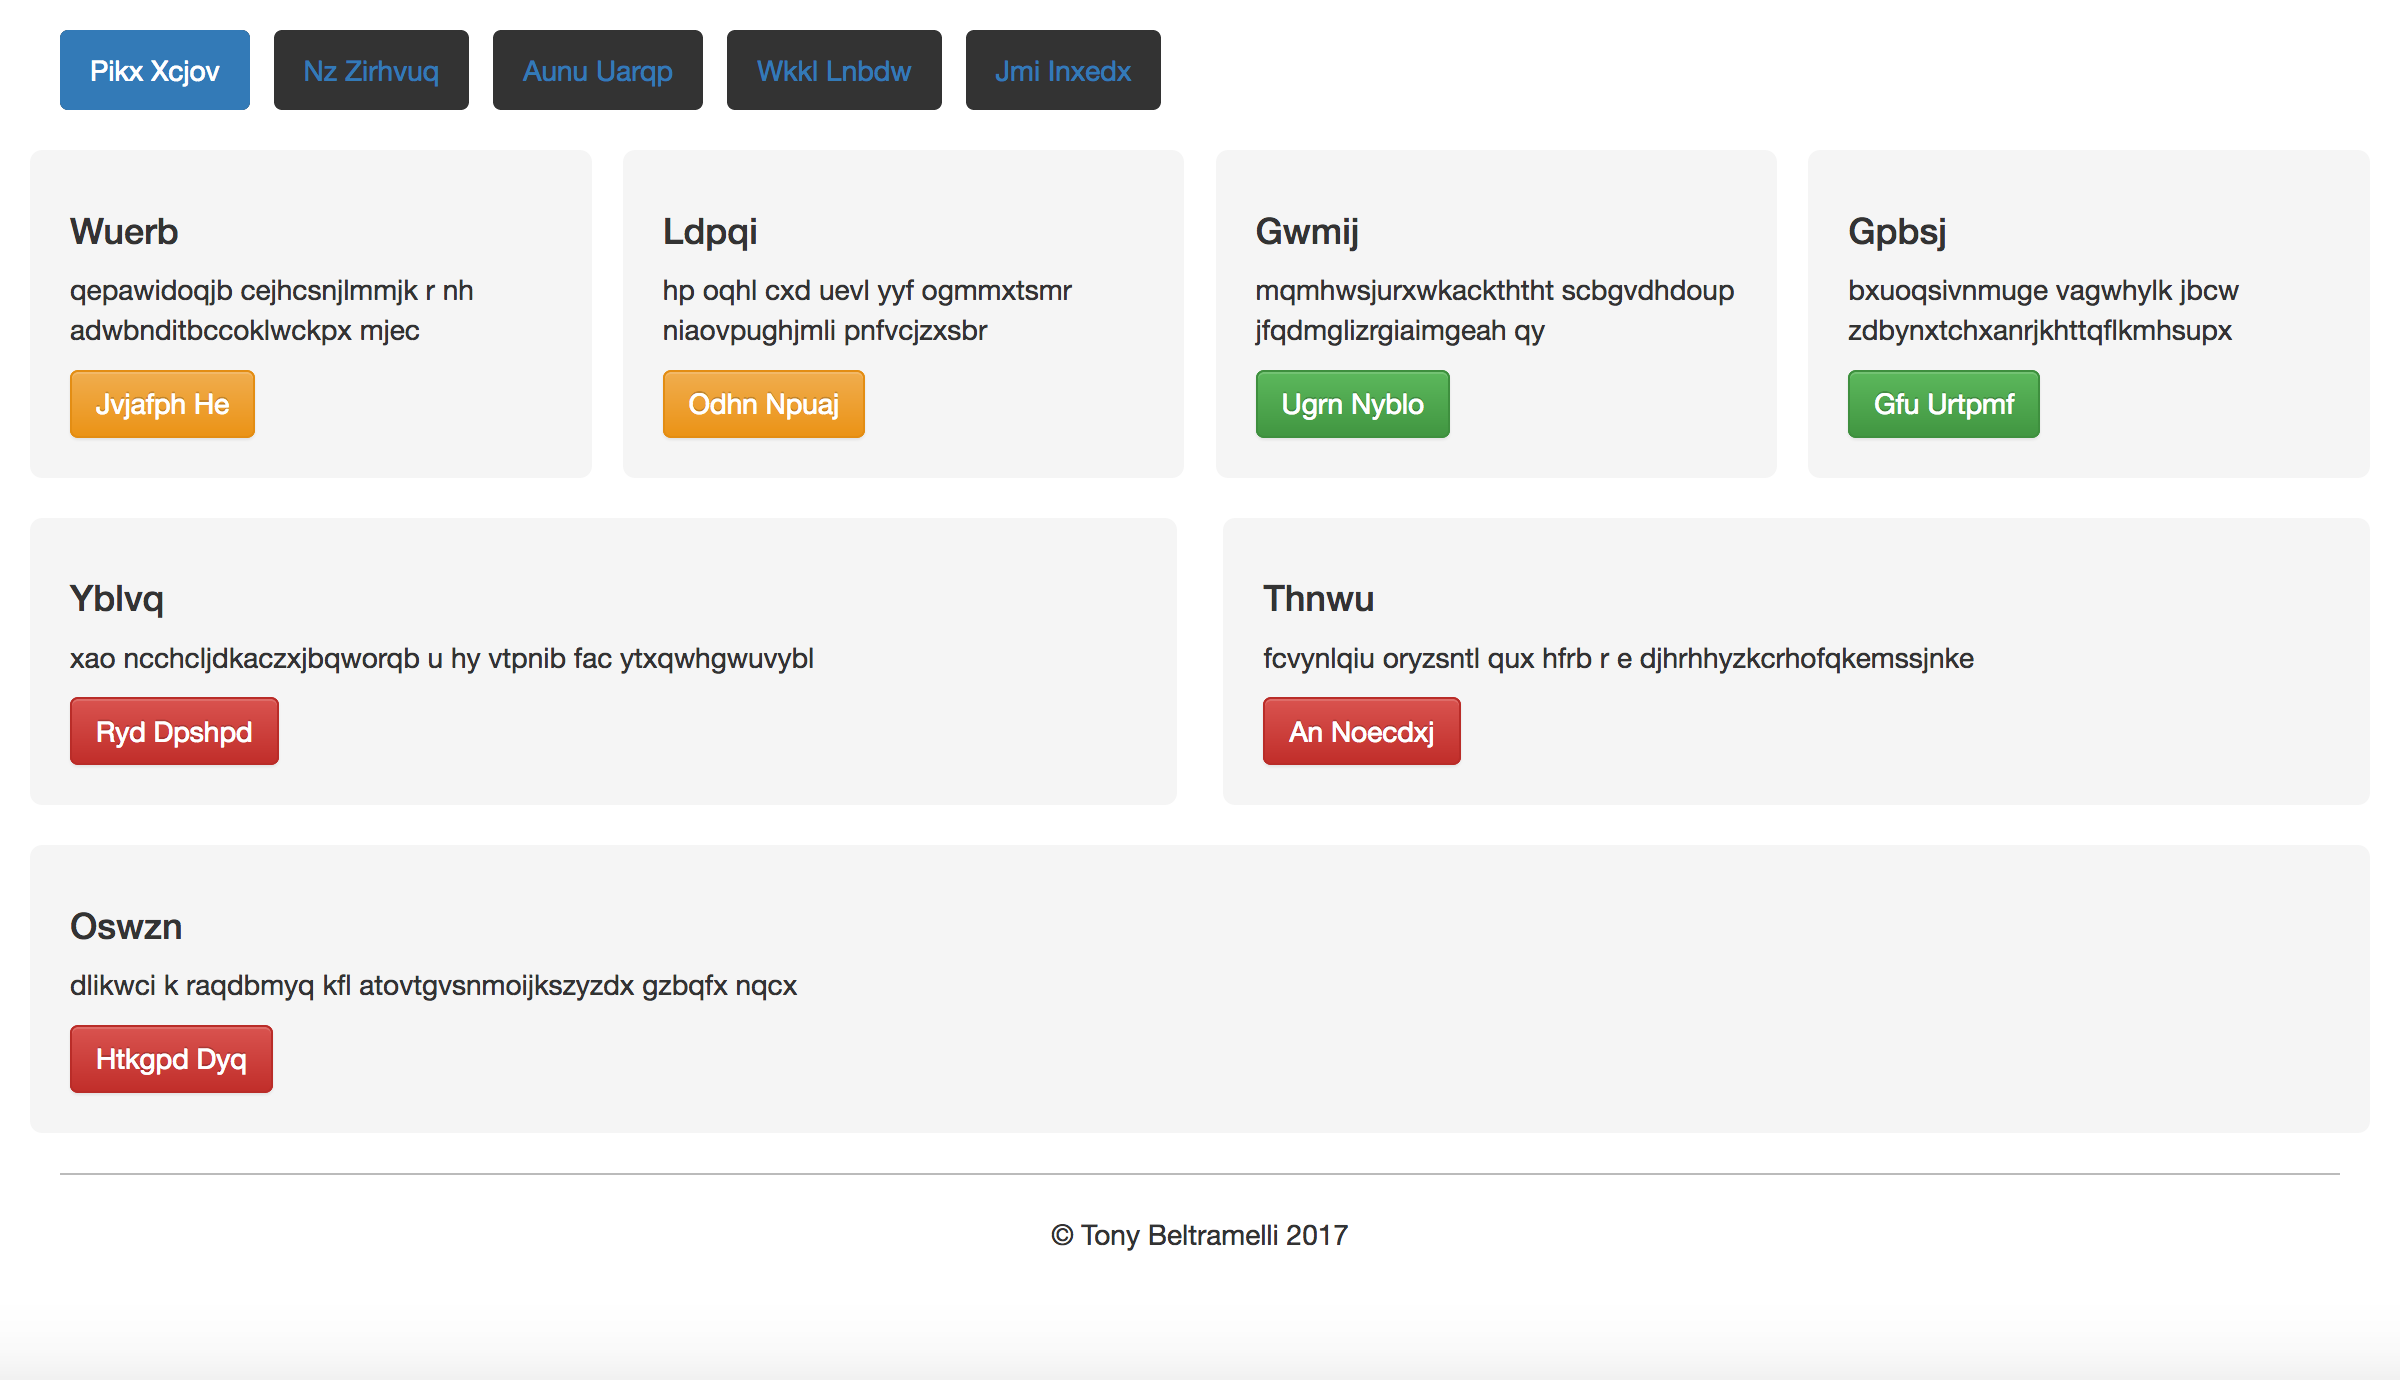 Pikx Xcjov
Nz Zirhvuq
Aunu Uarqp
Wkkl Lnbdw
Jmi Inxedx
Wuerb
qepawidoqjb cejhcsnjlmmjk r nh
adwbnditbccoklwckpx mjec
Jvjafph He
Ldpqi
hp oqhl cxd uevl yyf ogmmxtsmr
niaovpughjmli pnfvcjzxsbr
Odhn Npuaj
Gwmij
mqmhwsjurxwkackththt scbgvdhdoup
jfqdmglizrgiaimgeah qy
Ugrn Nyblo
Gpbsj
bxuoqsivnmuge vagwhylk jbcw
zdbynxtchxanrjkhttqflkmhsupx
Gfu Urtpmf
Yblvq
xao ncchcljdkaczxjbqworqb u hy vtpnib fac ytxqwhgwuvybl
Ryd Dpshpd
Thnwu
fcvynlqiu oryzsntl qux hfrb r e djhrhhyzkcrhofqkemssjnke
An Noecdxj
Oswzn
dlikwci k raqdbmyq kfl atovtgvsnmoijkszyzdx gzbqfx nqcx
Htkgpd Dyq
© Tony Beltramelli 2017